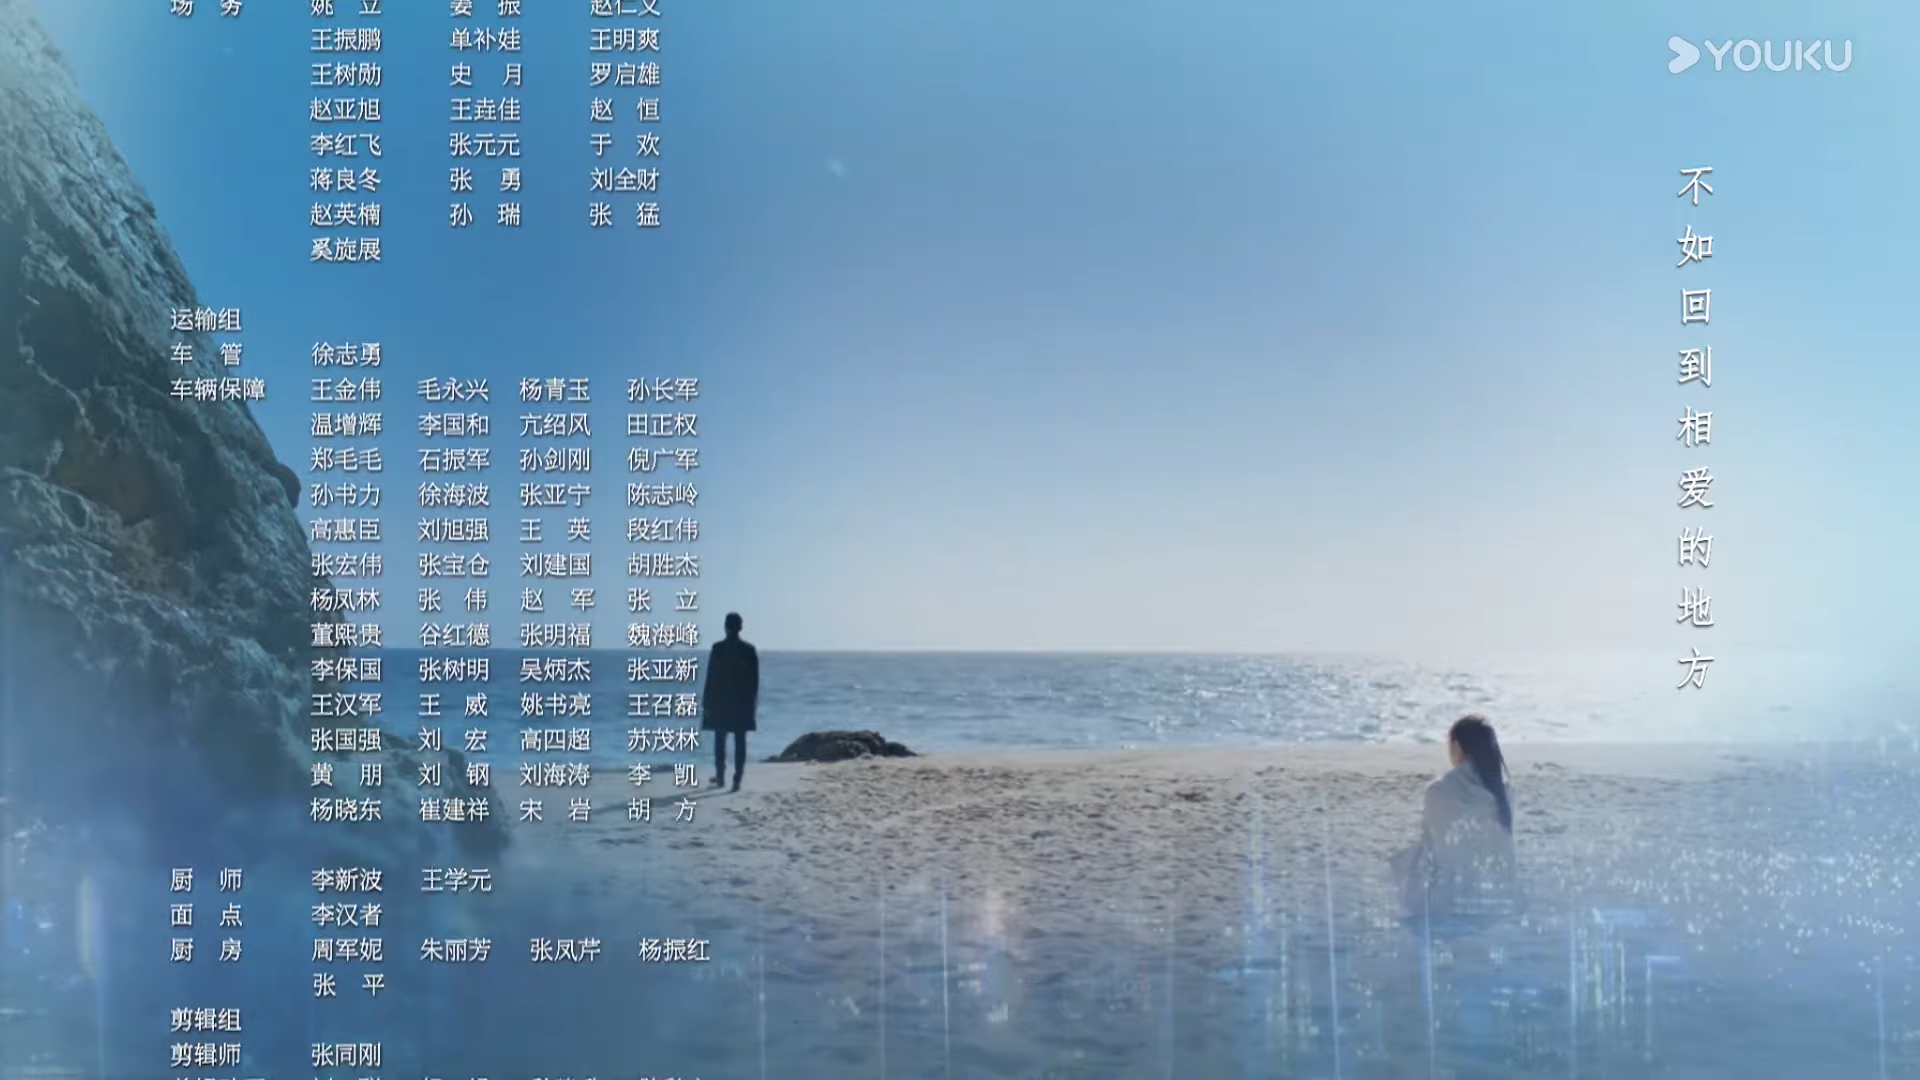 场 务 姚 立 姜 振 赵仁义
王振鹏 单补娃 王明爽
王树勋 史 月 罗启雄
赵亚旭 王垚佳 赵 恒
李红飞 张元元 于 欢
蒋良冬 张 勇 刘全财
赵英楠 孙 瑞 张 猛
奚旋展
运输组
车 管 徐志勇
车辆保障 王金伟 毛永兴 杨青玉 孙长军
温增辉 李国和 亢绍风 田正权
郑毛毛 石振军 孙剑刚 倪广军
孙书力 徐海波 张亚宁 陈志岭
高惠臣 刘旭强 王 英 段红伟
张宏伟 张宝仓 刘建国 胡胜杰
杨凤林 张 伟 赵 军 张 立
董熙贵 谷红德 张明福 魏海峰
李保国 张树明 吴炳杰 张亚新
王汉军 王 威 姚书亮 王召磊
张国强 刘 宏 高四超 苏茂林
黄 朋 刘 钢 刘海涛 李 凯
杨晓东 崔建祥 宋 岩 胡 方
厨 师 李新波 王学元
面 点 李汉者
厨 房 周军妮 朱丽芳 张凤芹 杨振红
张 平
剪辑组
剪辑师 张同刚
YOUKU
不如回到相爱的地方